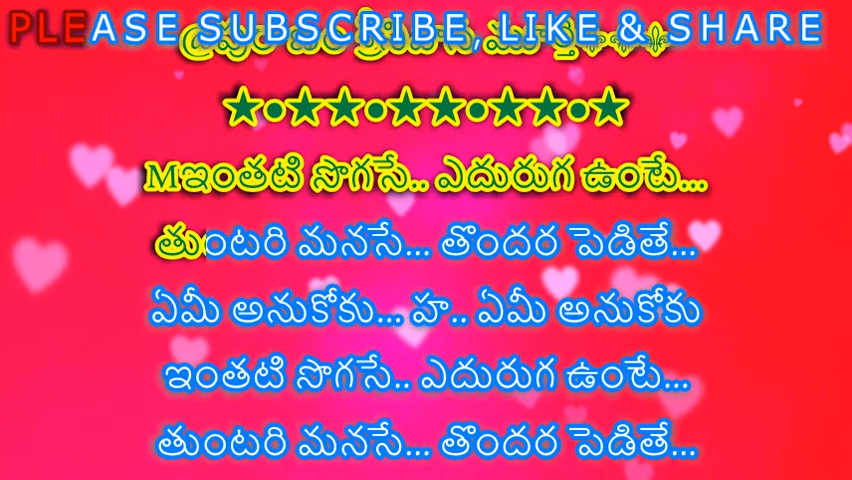 PLEASE SUBSCRIBE, LIKE & SHARE
★○★★○★★○★★○★
Mఇంతటి సొగసే.. ఎదురుగ ఉంటే...
తుంటరి మనసే... తొందర పెడితే...
ఏమీ అనుకోకు... హ.. ఏమీ అనుకోకు
ఇంతటి సొగసే.. ఎదురుగ ఉంటే...
తుంటరి మనసే... తొందర పెడితే...